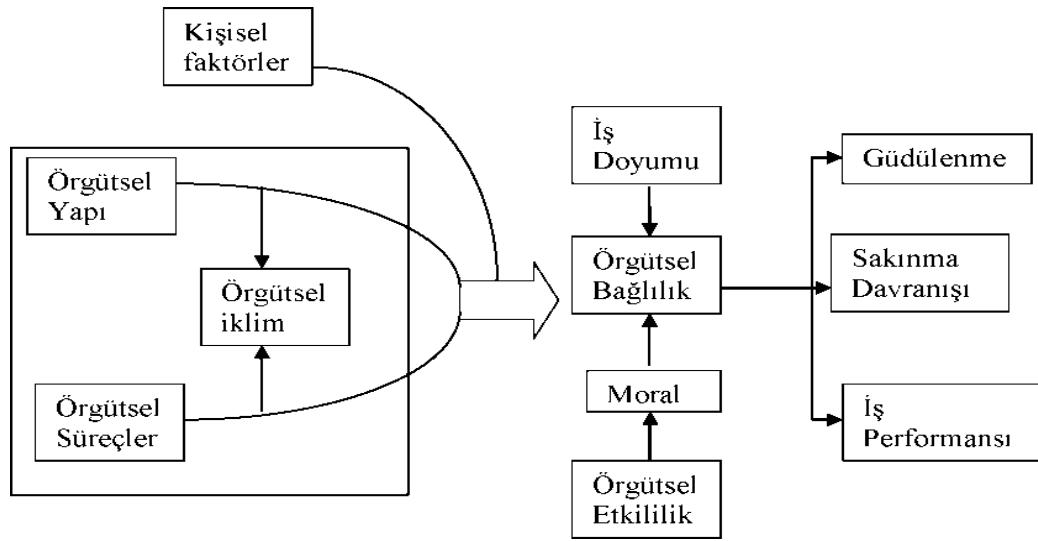 Kişisel
faktörler
Örgütsel
Yapı
Örgütsel
iklim
Örgütsel
Süreçler
İş
Doyumu
Örgütsel
Bağlılık
Moral
Örgütsel
Etkililik
Güdülenme
Sakınma
Davranışı
İş
Performansı